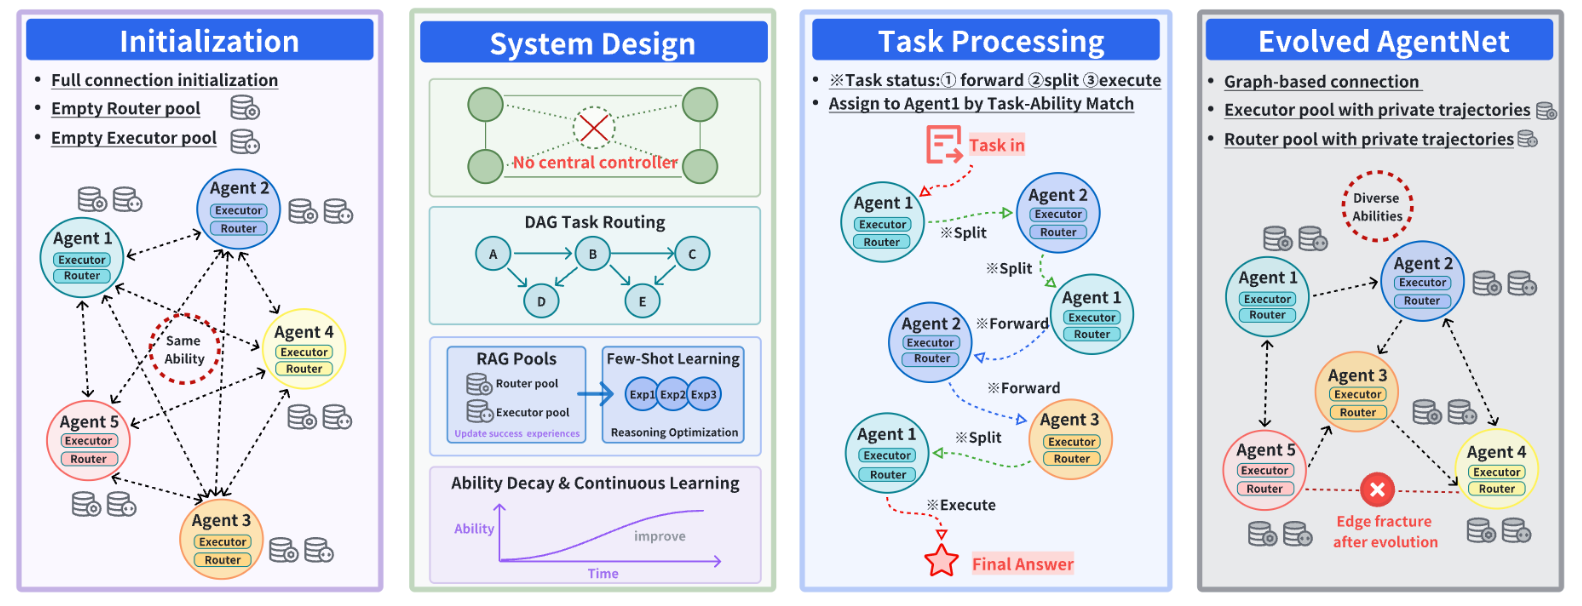 Initialization
• Full connection initialization
• Empty Router pool
• Empty Executor pool
Agent 2
Executor
Router
Agent 1
Executor
Router
Agent 4
Executor
Router
Same
Ability
Agent 5
Executor
Router
Agent 3
Executor
Router
System Design
No central controller
DAG Task Routing
A
B
C
D
E
RAG Pools
Router pool
Executor pool
Update success experiences
Few-Shot Learning
Exp1 Exp2 Exp3
Reasoning Optimization
Ability Decay & Continuous Learning
Ability
improve
Time
Task Processing
• ※Task status:① forward ②split ③execute
• Assign to Agent1 by Task-Ability Match
Task in
Agent 1
Executor
Router
※Split
Agent 2
Executor
Router
※Split
Agent 1
Executor
Router
※Forward
Agent 2
Executor
Router
※Forward
Agent 3
Executor
Router
※Split
Agent 1
Executor
Router
※Execute
Final Answer
Evolved AgentNet
• Graph-based connection
• Executor pool with private trajectories
• Router pool with private trajectories
Diverse
Abilities
Agent 1
Executor
Router
Agent 2
Executor
Router
Agent 3
Executor
Router
Agent 5
Executor
Router
Agent 4
Executor
Router
Edge fracture
after evolution